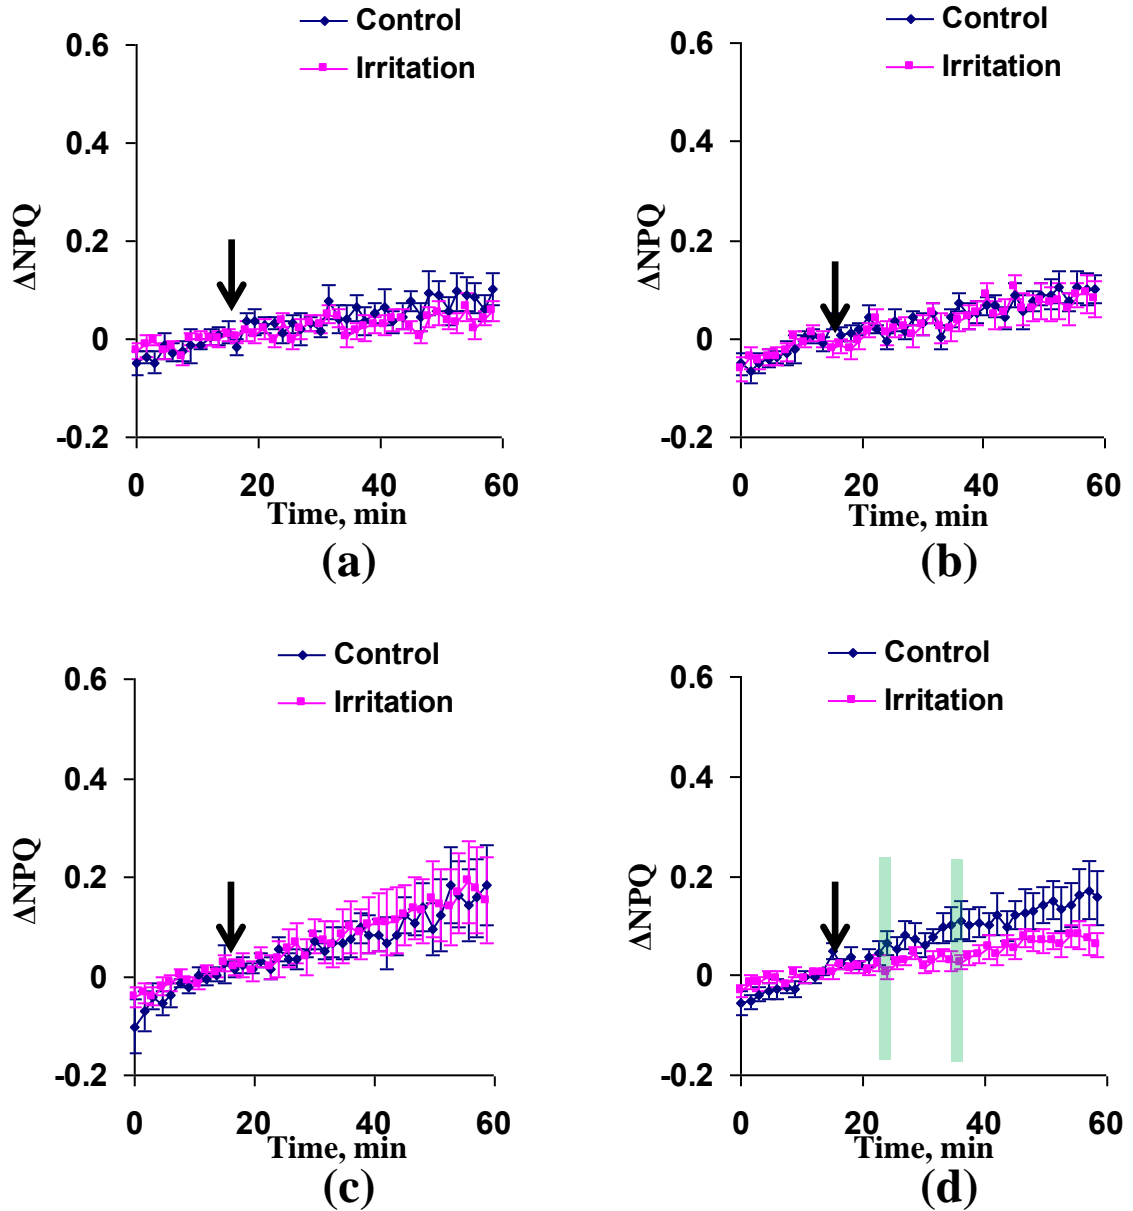 Control
Irritation
0.6
0.4
0.2
0
-0.2
ΔNPQ
0 20 40 60
Time, min
(a)
Control
Irritation
0.6
0.4
0.2
0
-0.2
ΔNPQ
0 20 40 60
Time, min
(b)
Control
Irritation
0.6
0.4
0.2
0
-0.2
ΔNPQ
0 20 40 60
Time, min
(c)
Control
Irritation
0.6
0.4
0.2
0
-0.2
ΔNPQ
0 20 40 60
Time, min
(d)